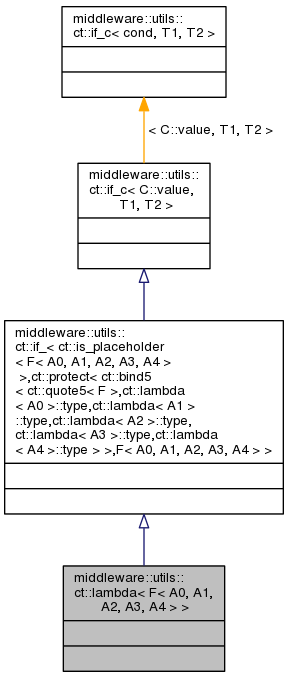 middleware::utils::
ct::if_c< cond, T1, T2 >
< C::value, T1, T2 >
middleware::utils::
ct::if_c< C::value,
T1, T2 >
middleware::utils::
ct::if_< ct::is_placeholder
< F< A0, A1, A2, A3, A4 >
>,ct::protect< ct::bind5
< ct::quote5< F >,ct::lambda
< A0 >::type,ct::lambda< A1 >
::type,ct::lambda< A2 >::type,
ct::lambda< A3 >::type,ct::lambda
< A4 >::type > >,F< A0, A1, A2, A3, A4 > >
middleware::utils::
ct::lambda< F< A0, A1,
A2, A3, A4 > >